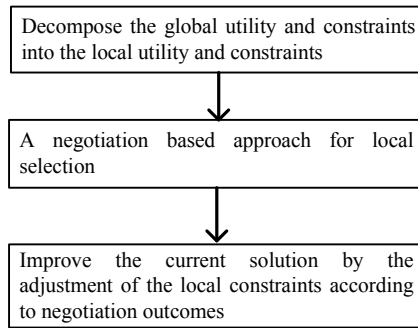 Decompose the global utility and constraints
into the local utility and constraints
A negotiation based approach for local
selection
Improve the current solution by the
adjustment of the local constraints according
to negotiation outcomes